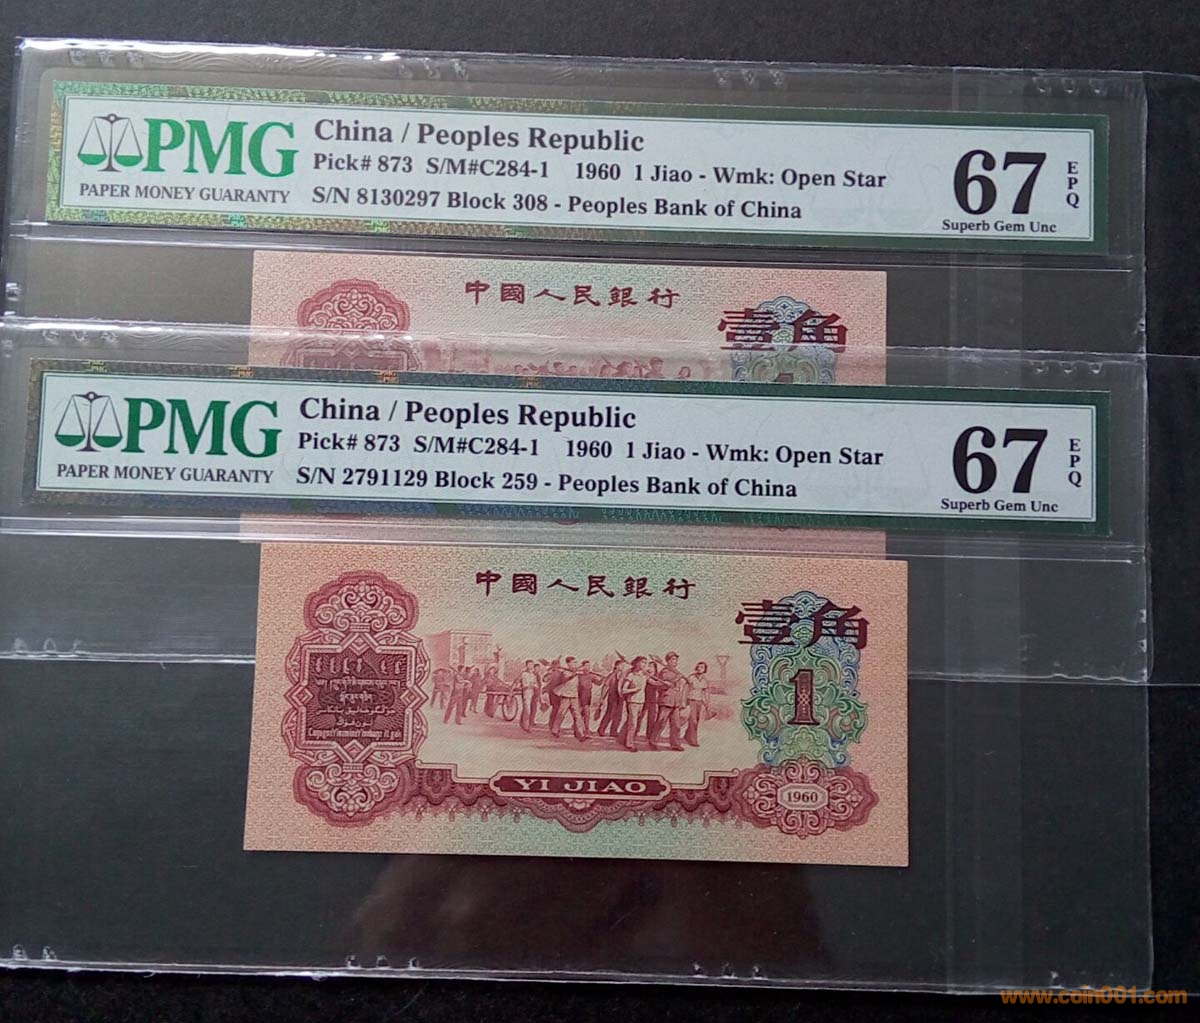 PMG
PAPER MONEY GUARANTY
China / Peoples Republic
Pick# 873 S/M#C284-1 1960 1 Jiao - Wmk: Open Star
S/N 8130297 Block 308 - Peoples Bank of China
67
EPQ
Superb Gem Unc
中國人民銀行
壹角
PMG
PAPER MONEY GUARANTY
China / Peoples Republic
Pick# 873 S/M#C284-1 1960 1 Jiao - Wmk: Open Star
S/N 2791129 Block 259 - Peoples Bank of China
67
EPQ
Superb Gem Unc
中國人民銀行
壹角
1
YI JIAO
1960
www.coin001.com